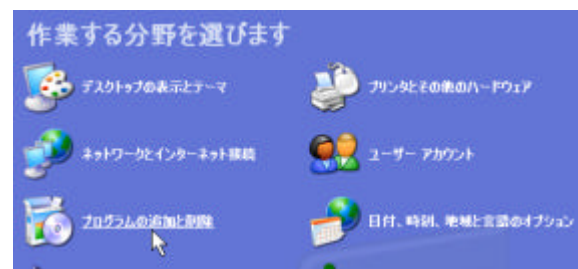 作業する分野を選びます
デスクトップの表示とテーマ
プリンタとその他のハードウェア
ネットワークとインターネット接続
ユーザー アカウント
プログラムの追加と削除
日付、時刻、地域と言語のオプション